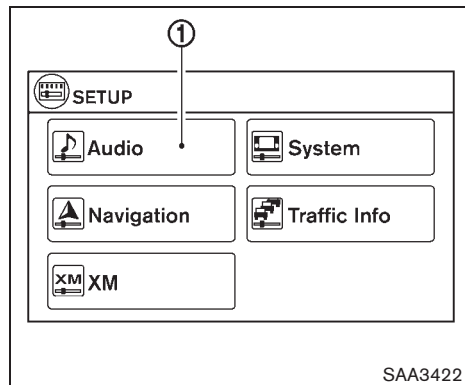 ①
SETUP
Audio
System
Navigation
Traffic Info
XM XM
SAA3422